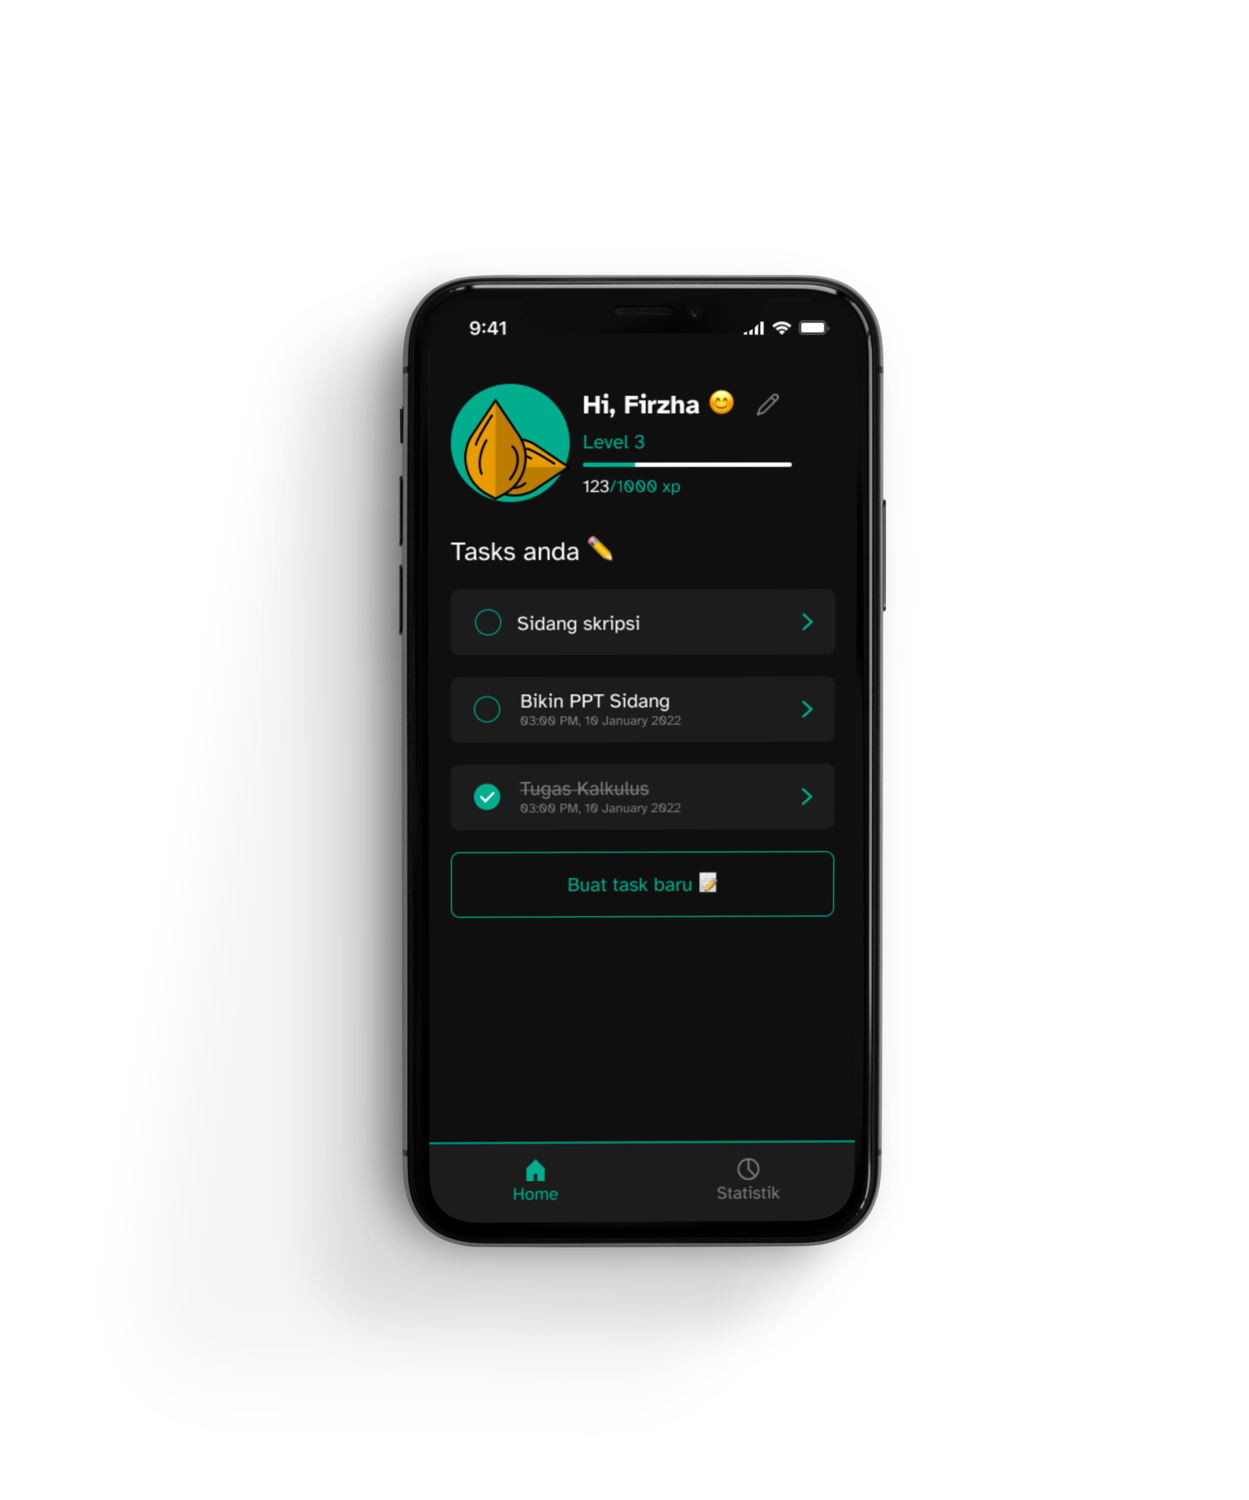 9:41
Hi, Firzha 😊
Level 3
123/1000 xp
Tasks anda ✏️
Sidang skripsi
Bikin PPT Sidang
03:00 PM, 10 January 2022
Tugas Kalkulus
03:00 PM, 10 January 2022
Buat task baru 📝
Home
Statistik